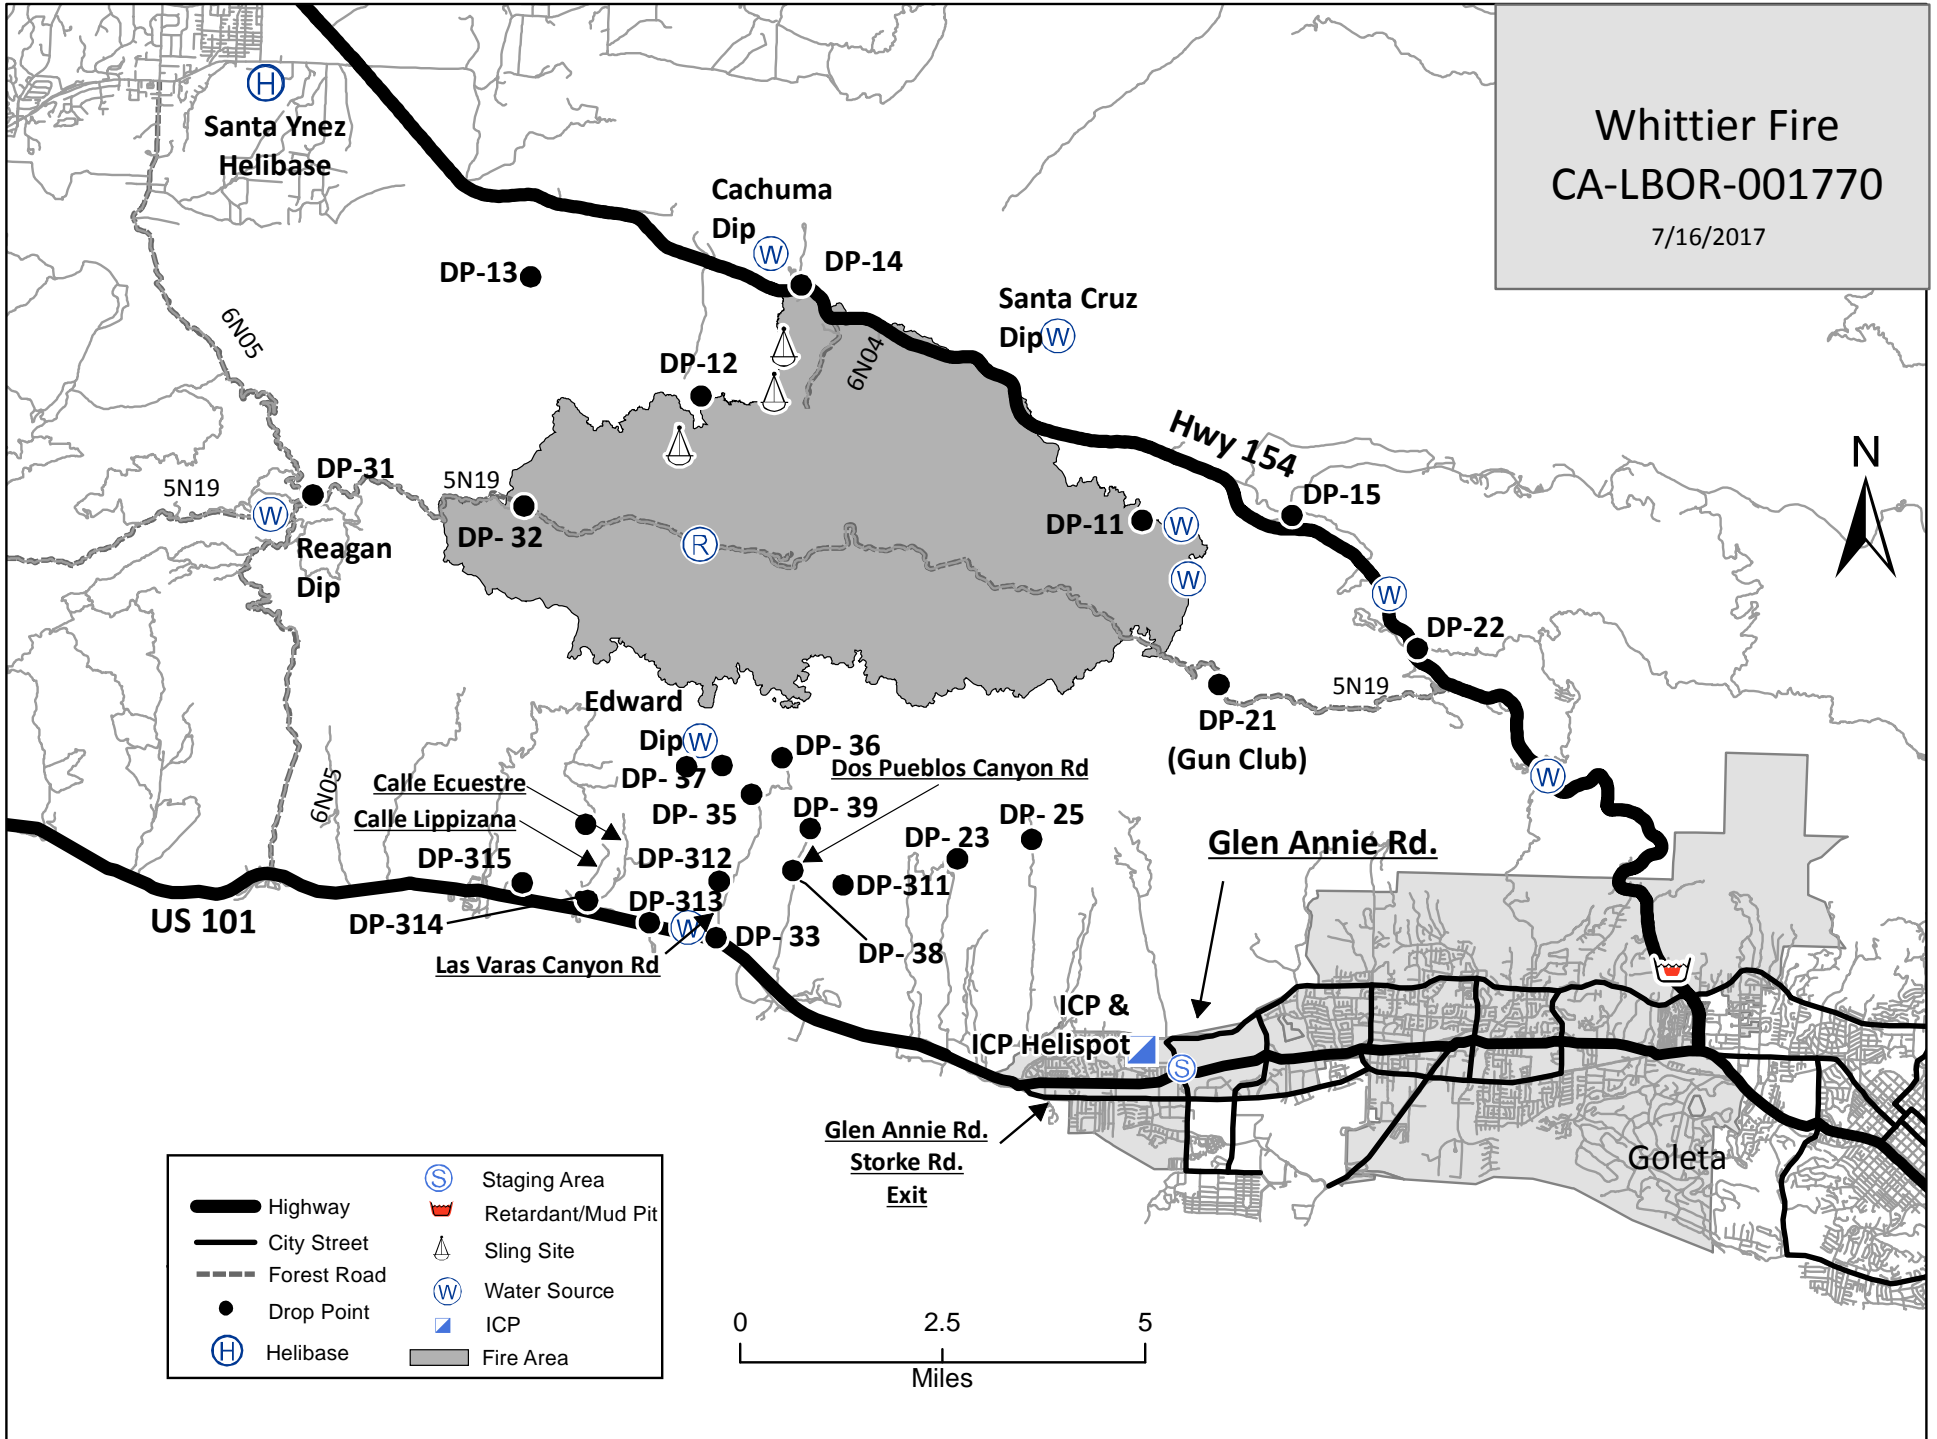 Whittier Fire
CA-LBOR-001770
7/16/2017
H
Santa Ynez
Helibase
Cachuma
Dip
W
DP-14
DP-13
Santa Cruz
Dip
W
6N05
6N04
DP-12
Hwy 154
N
DP-31
5N19
5N19
W
Reagan
Dip
DP- 32
R
DP-11
W
W
DP-15
W
DP-22
5N19
DP-21
(Gun Club)
W
Edward
Dip
W
DP- 36
DP- 37
Dos Pueblos Canyon Rd
Calle Ecuestre
Calle Lippizana
6N05
DP- 35
DP- 39
DP- 25
DP- 23
Glen Annie Rd.
DP-315
DP-312
DP-311
DP-313
DP-314
US 101
W
DP- 33
DP- 38
Las Varas Canyon Rd
ICP &
ICP Helispot
S
Glen Annie Rd.
Storke Rd.
Exit
Goleta
Highway
City Street
Forest Road
Drop Point
H
Helibase
S
Staging Area
Retardant/Mud Pit
Sling Site
W
Water Source
ICP
Fire Area
0
2.5
5
Miles